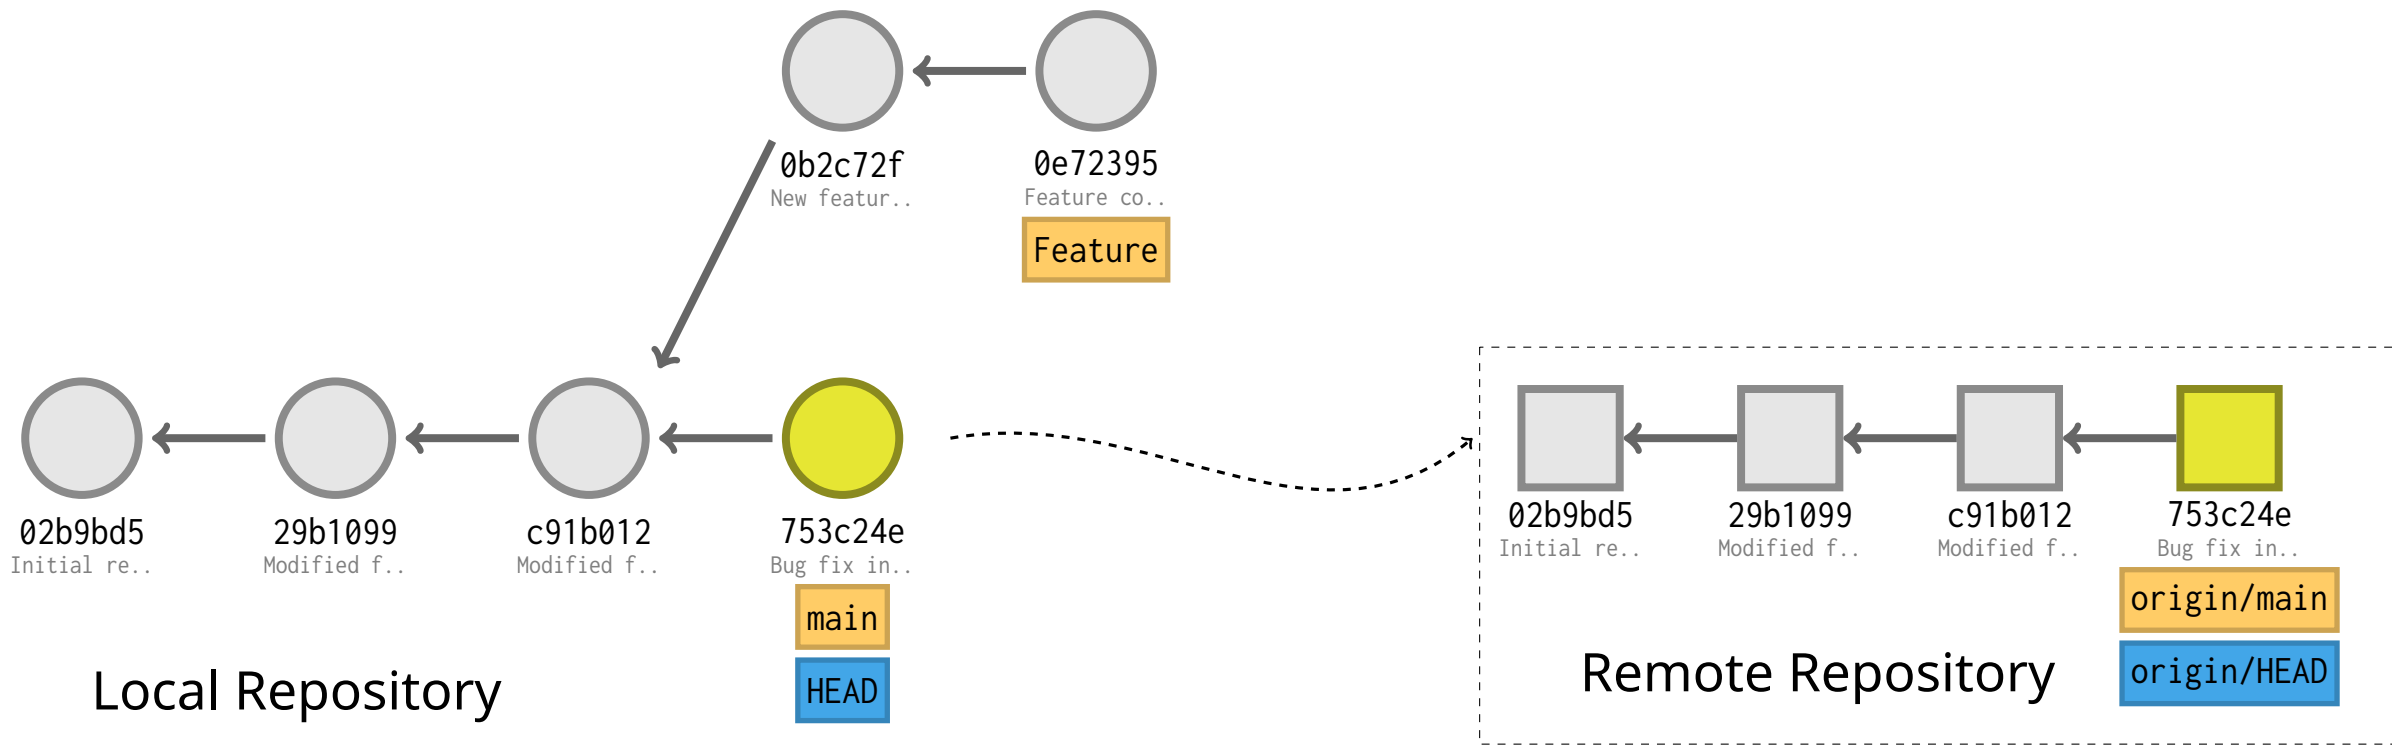 0b2c72f
New featur..
0e72395
Feature co..
Feature
02b9bd5
Initial re..
29b1099
Modified f..
c91b012
Modified f..
753c24e
Bug fix in..
main
HEAD
Local Repository
02b9bd5
Initial re..
29b1099
Modified f..
c91b012
Modified f..
753c24e
Bug fix in..
origin/main
origin/HEAD
Remote Repository